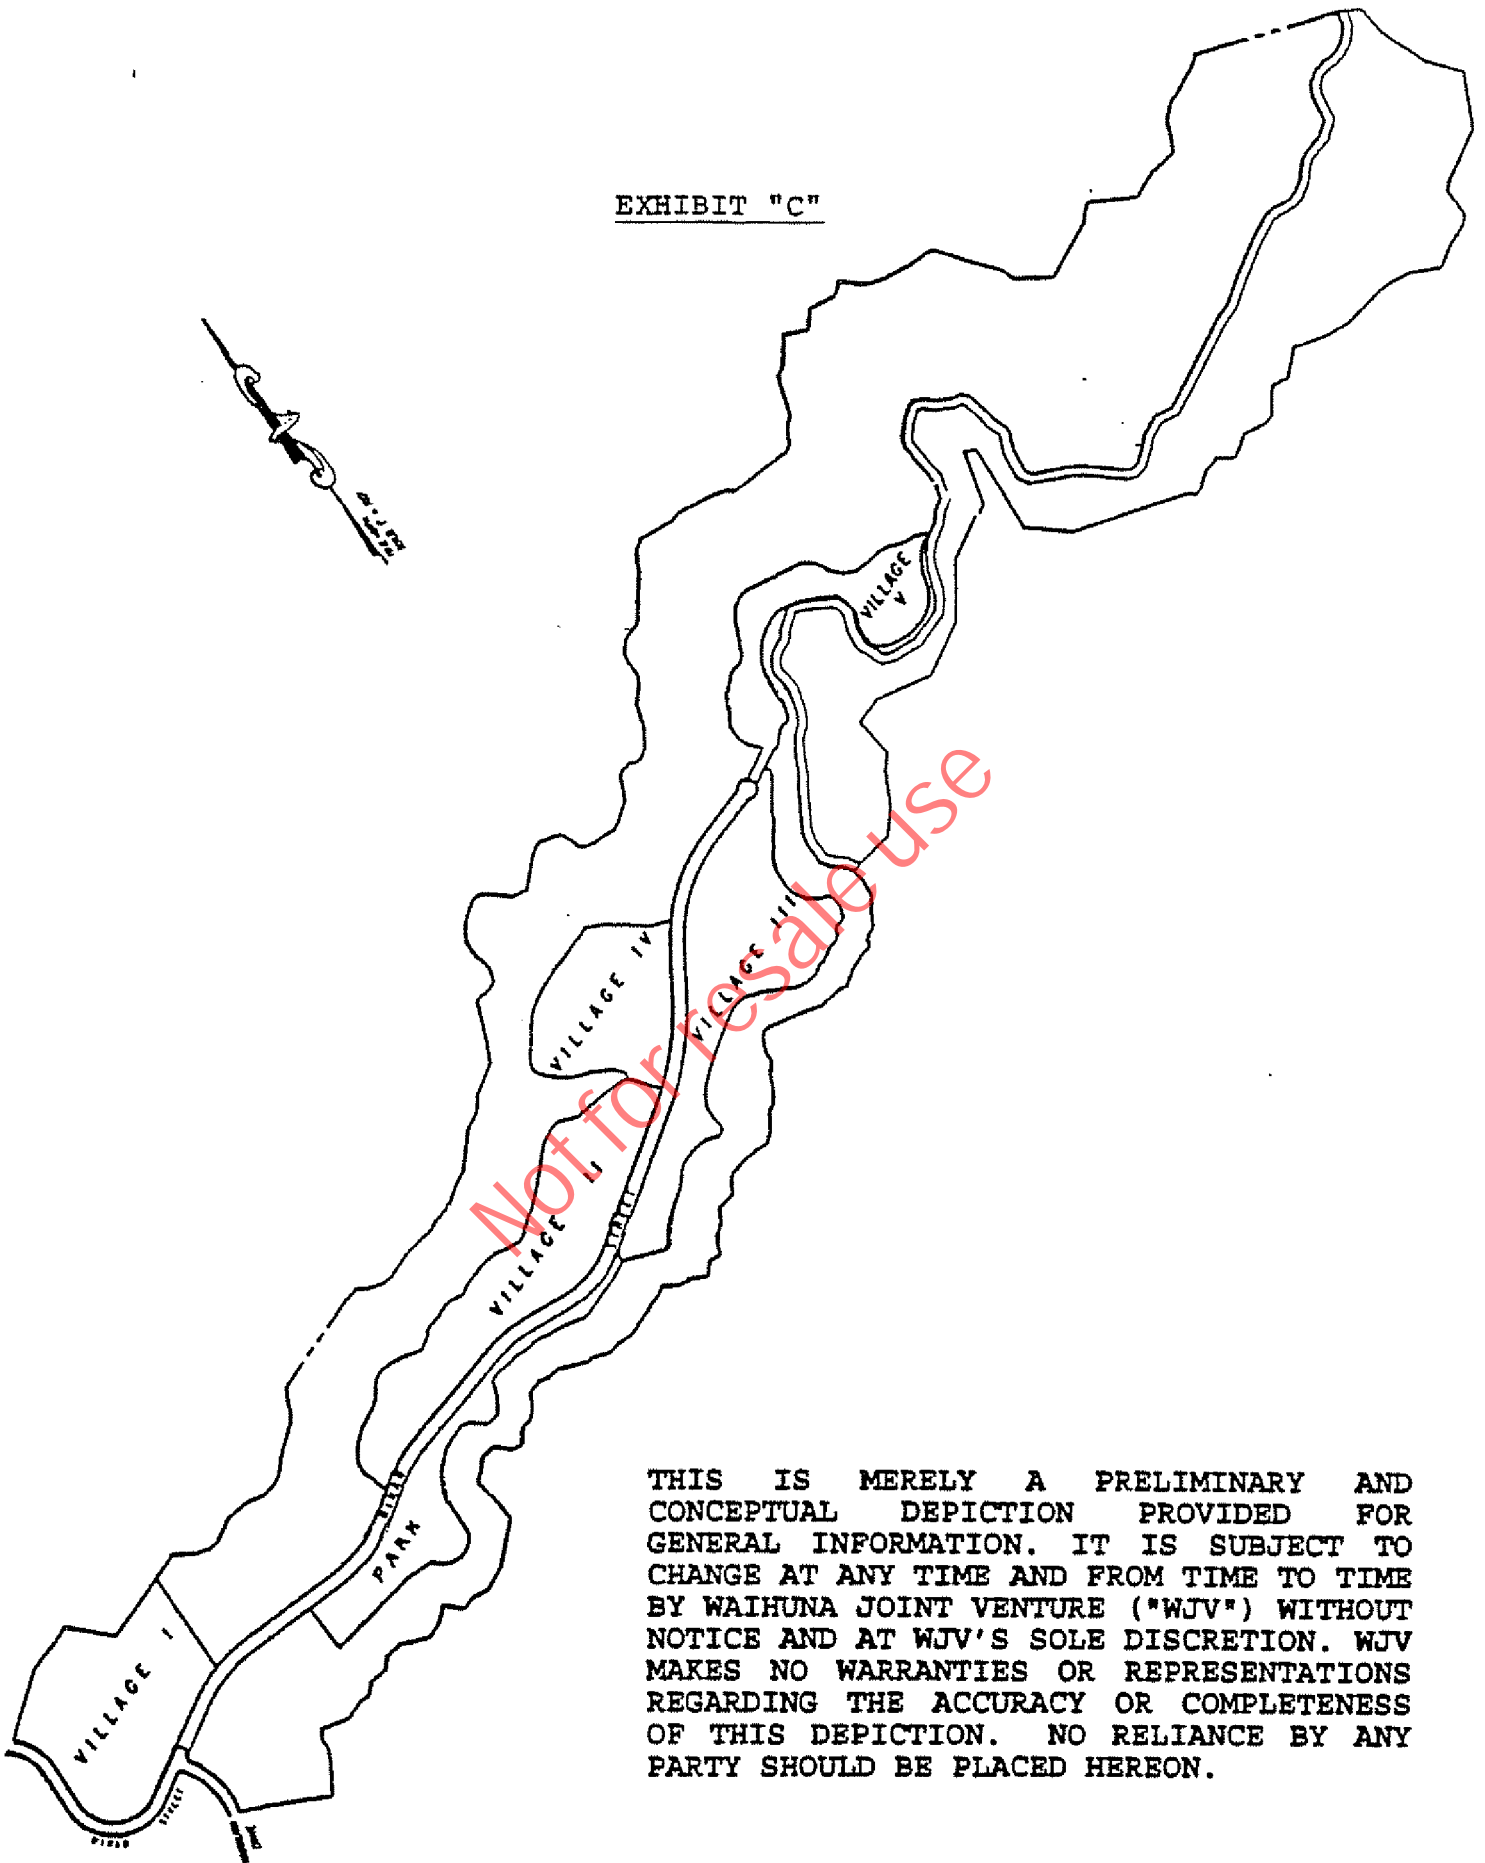 EXHIBIT "C"
VILLAGE
V
VILLAGE III
VILLAGE IV
VILLAGE II
STREET
PARK
VILLAGE I
STREET
Not for resale use
THIS IS MERELY A PRELIMINARY AND
CONCEPTUAL DEPICTION PROVIDED FOR
GENERAL INFORMATION. IT IS SUBJECT TO
CHANGE AT ANY TIME AND FROM TIME TO TIME
BY WAIHUNA JOINT VENTURE ("WJV") WITHOUT
NOTICE AND AT WJV'S SOLE DISCRETION. WJV
MAKES NO WARRANTIES OR REPRESENTATIONS
REGARDING THE ACCURACY OR COMPLETENESS
OF THIS DEPICTION. NO RELIANCE BY ANY
PARTY SHOULD BE PLACED HEREON.